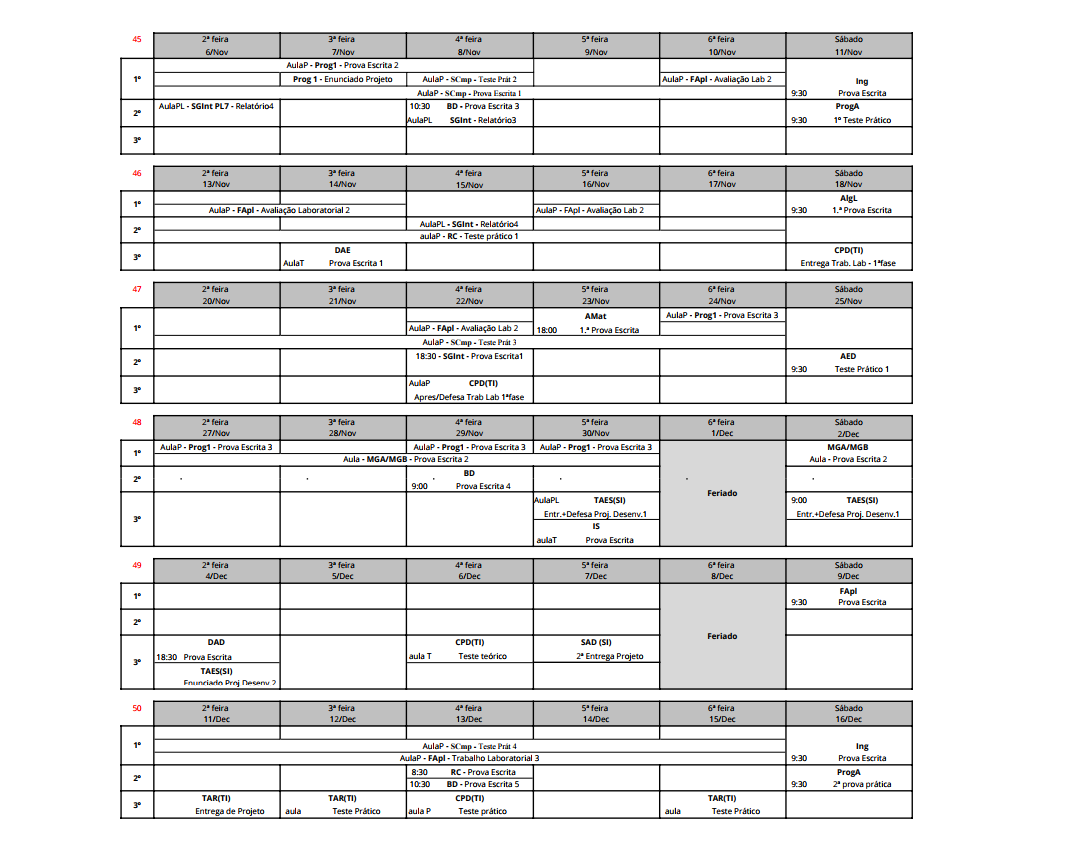 45 2ª feira 3ª feira 4ª feira 5ª feira 6ª feira Sábado
6/Nov 7/Nov 8/Nov 9/Nov 10/Nov 11/Nov
AulaP - Prog1 - Prova Escrita 2
1º Prog 1 - Enunciado Projeto AulaP - SCmp - Teste Prát 2 AulaP - FApl - Avaliação Lab 2 Ing
AulaP - SCmp - Prova Escrita 1 9:30 Prova Escrita
AulaPL - SGInt PL7 - Relatório4 10:30 BD - Prova Escrita 3 ProgA
2º AulaPL SGInt - Relatório3 9:30 1º Teste Prático
3º
46 2ª feira 3ª feira 4ª feira 5ª feira 6ª feira Sábado
13/Nov 14/Nov 15/Nov 16/Nov 17/Nov 18/Nov
1º AlgL
AulaP - FApl - Avaliação Laboratorial 2 AulaP - FApl - Avaliação Lab 2 9:30 1.ª Prova Escrita
2º AulaPL - SGInt - Relatório4
aulaP - RC - Teste prático 1
3º DAE CPD(TI)
AulaT Prova Escrita 1 Entrega Trab. Lab - 1ªfase
47 2ª feira 3ª feira 4ª feira 5ª feira 6ª feira Sábado
20/Nov 21/Nov 22/Nov 23/Nov 24/Nov 25/Nov
AMat AulaP - Prog1 - Prova Escrita 3
1º AulaP - FApl - Avaliação Lab 2 18:00 1.ª Prova Escrita
AulaP - SCmp - Teste Prát 3
2º 18:30 - SGInt - Prova Escrita1 AED
9:30 Teste Prático 1
3º AulaP CPD(TI)
Apres/Defesa Trab Lab 1ªfase
48 2ª feira 3ª feira 4ª feira 5ª feira 6ª feira Sábado
27/Nov 28/Nov 29/Nov 30/Nov 1/Dec 2/Dec
1º AulaP - Prog1 - Prova Escrita 3 AulaP - Prog1 - Prova Escrita 3 AulaP - Prog1 - Prova Escrita 3 MGA/MGB
Aula - MGA/MGB - Prova Escrita 2 Aula - Prova Escrita 2
2º BD
9:00 Prova Escrita 4
Feriado
3º AulaPL TAES(SI) 9:00 TAES(SI)
Entr.+Defesa Proj. Desenv.1 Entr.+Defesa Proj. Desenv.1
IS
aulaT Prova Escrita
49 2ª feira 3ª feira 4ª feira 5ª feira 6ª feira Sábado
4/Dec 5/Dec 6/Dec 7/Dec 8/Dec 9/Dec
1º FApl
9:30 Prova Escrita
2º
Feriado
3º DAD CPD(TI) SAD (SI)
18:30 Prova Escrita aula T Teste teórico 2ª Entrega Projeto
TAES(SI)
Enunciado Proj Desenv 2
50 2ª feira 3ª feira 4ª feira 5ª feira 6ª feira Sábado
11/Dec 12/Dec 13/Dec 14/Dec 15/Dec 16/Dec
1º AulaP - SCmp - Teste Prát 4 Ing
AulaP - FApl - Trabalho Laboratorial 3 9:30 Prova Escrita
2º 8:30 RC - Prova Escrita ProgA
10:30 BD - Prova Escrita 5 9:30 2ª prova prática
3º TAR(TI) TAR(TI) CPD(TI) TAR(TI)
Entrega de Projeto aula Teste Prático aula P Teste prático aula Teste Prático